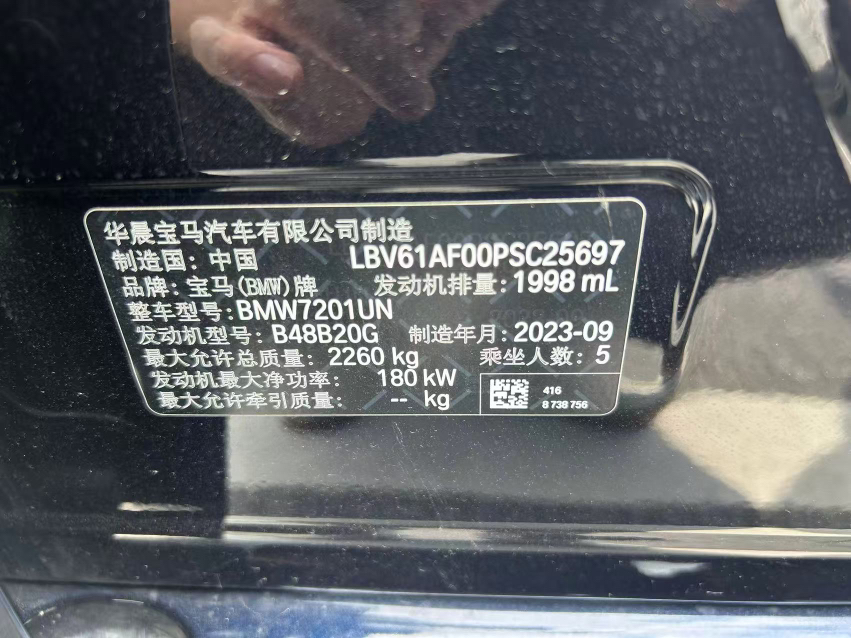 华晨宝马汽车有限公司制造
制造国: 中国 LBV61AF00PSC25697
品牌: 宝马(BMW)牌 发动机排量: 1998 mL
整车型号: BMW7201UN
发动机型号: B48B20G 制造年月: 2023-09
最大允许总质量: 2260 kg 乘坐人数: 5
发动机最大净功率: 180 kW
最大允许牵引质量: -- kg
416
8 738 756